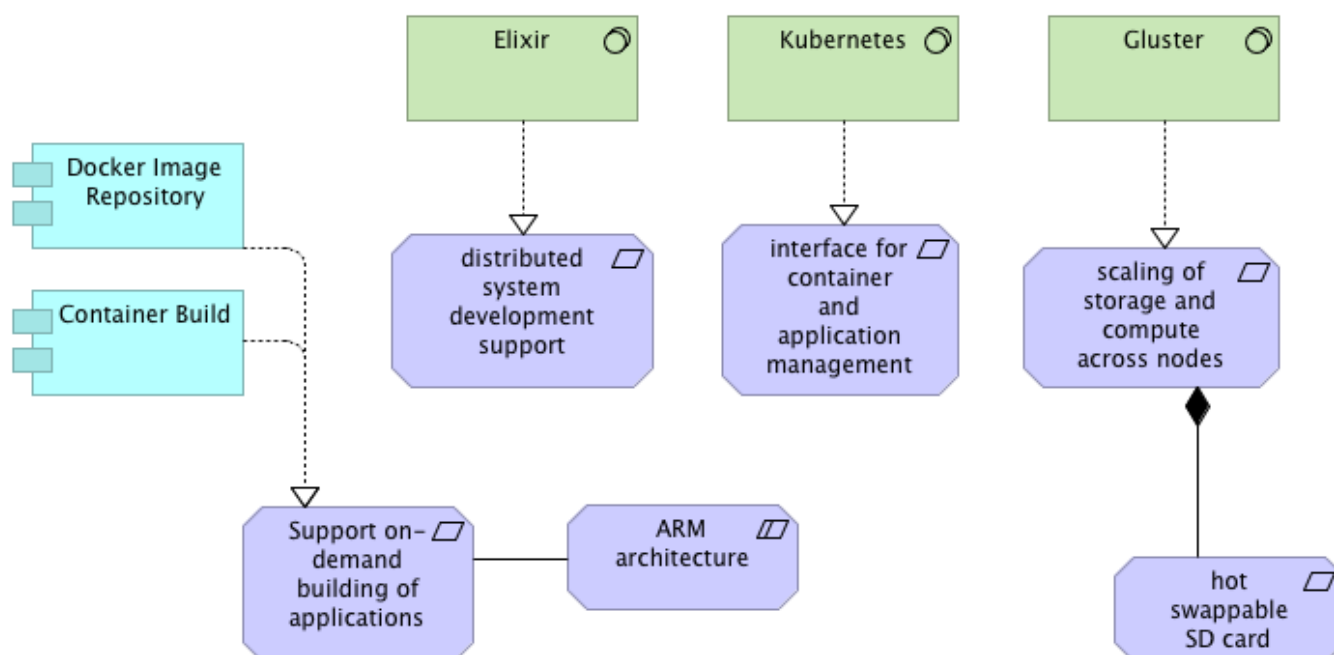 Elixir
Kubernetes
Gluster
Docker Image
Repository
Container Build
distributed
system
development
support
interface for
container
and
application
management
scaling of
storage and
compute
across nodes
Support on-
demand
building of
applications
ARM
architecture
hot
swappable
SD card